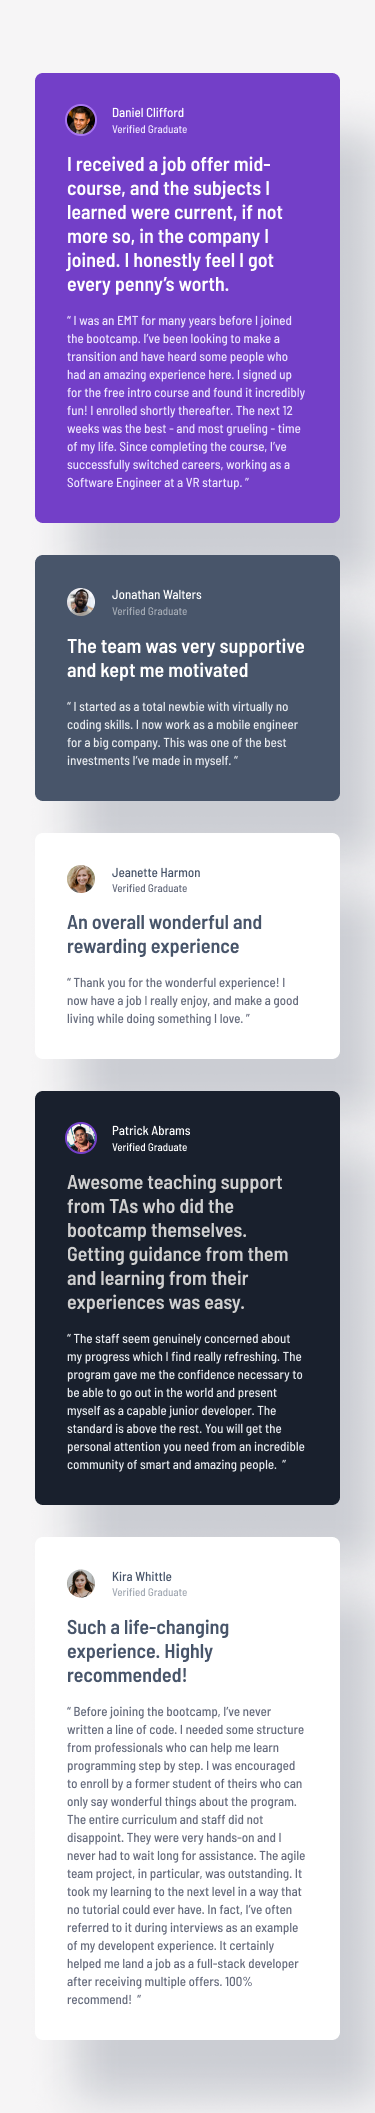 Daniel Clifford
Verified Graduate
I received a job offer mid-
course, and the subjects I
learned were current, if not
more so, in the company I
joined. I honestly feel I got
every penny’s worth.
“ I was an EMT for many years before I joined
the bootcamp. I’ve been looking to make a
transition and have heard some people who
had an amazing experience here. I signed up
for the free intro course and found it incredibly
fun! I enrolled shortly thereafter. The next 12
weeks was the best - and most grueling - time
of my life. Since completing the course, I’ve
successfully switched careers, working as a
Software Engineer at a VR startup. ”
Jonathan Walters
Verified Graduate
The team was very supportive
and kept me motivated
“ I started as a total newbie with virtually no
coding skills. I now work as a mobile engineer
for a big company. This was one of the best
investments I’ve made in myself. ”
Jeanette Harmon
Verified Graduate
An overall wonderful and
rewarding experience
“ Thank you for the wonderful experience! I
now have a job I really enjoy, and make a good
living while doing something I love. ”
Patrick Abrams
Verified Graduate
Awesome teaching support
from TAs who did the
bootcamp themselves.
Getting guidance from them
and learning from their
experiences was easy.
“ The staff seem genuinely concerned about
my progress which I find really refreshing. The
program gave me the confidence necessary to
be able to go out in the world and present
myself as a capable junior developer. The
standard is above the rest. You will get the
personal attention you need from an incredible
community of smart and amazing people.  ”
Kira Whittle
Verified Graduate
Such a life-changing
experience. Highly
recommended!
“ Before joining the bootcamp, I’ve never
written a line of code. I needed some structure
from professionals who can help me learn
programming step by step. I was encouraged
to enroll by a former student of theirs who can
only say wonderful things about the program.
The entire curriculum and staff did not
disappoint. They were very hands-on and I
never had to wait long for assistance. The agile
team project, in particular, was outstanding. It
took my learning to the next level in a way that
no tutorial could ever have. In fact, I’ve often
referred to it during interviews as an example
of my developent experience. It certainly
helped me land a job as a full-stack developer
after receiving multiple offers. 100%
recommend!  ”